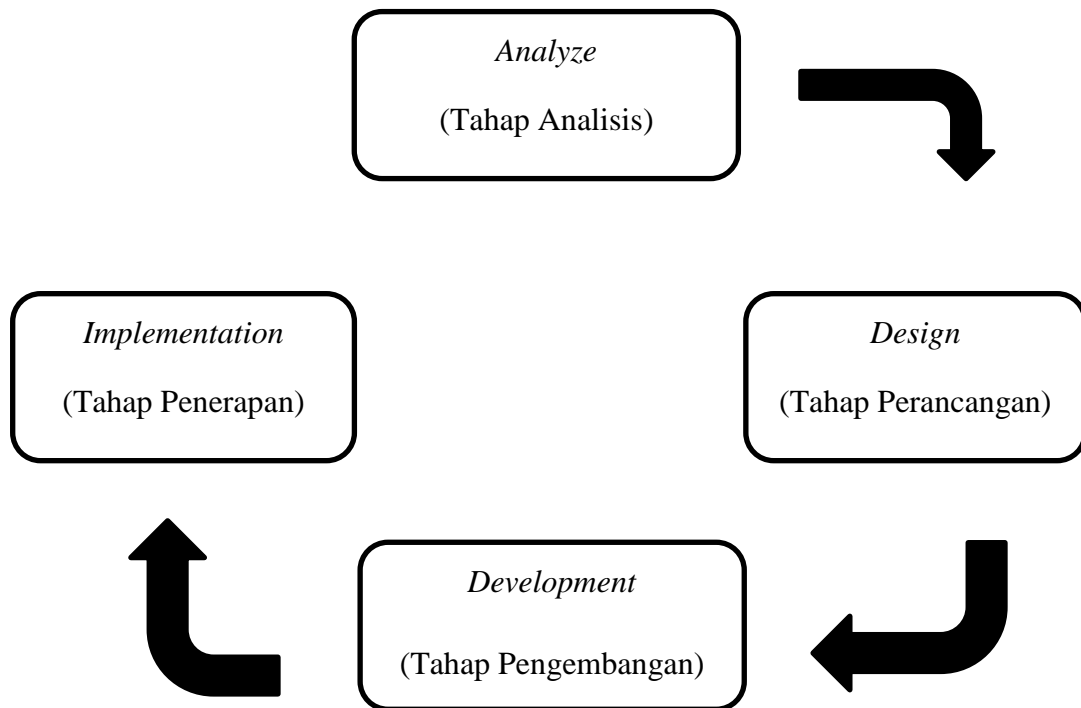 Analyze
(Tahap Analisis)
Implementation
(Tahap Penerapan)
Design
(Tahap Perancangan)
Development
(Tahap Pengembangan)